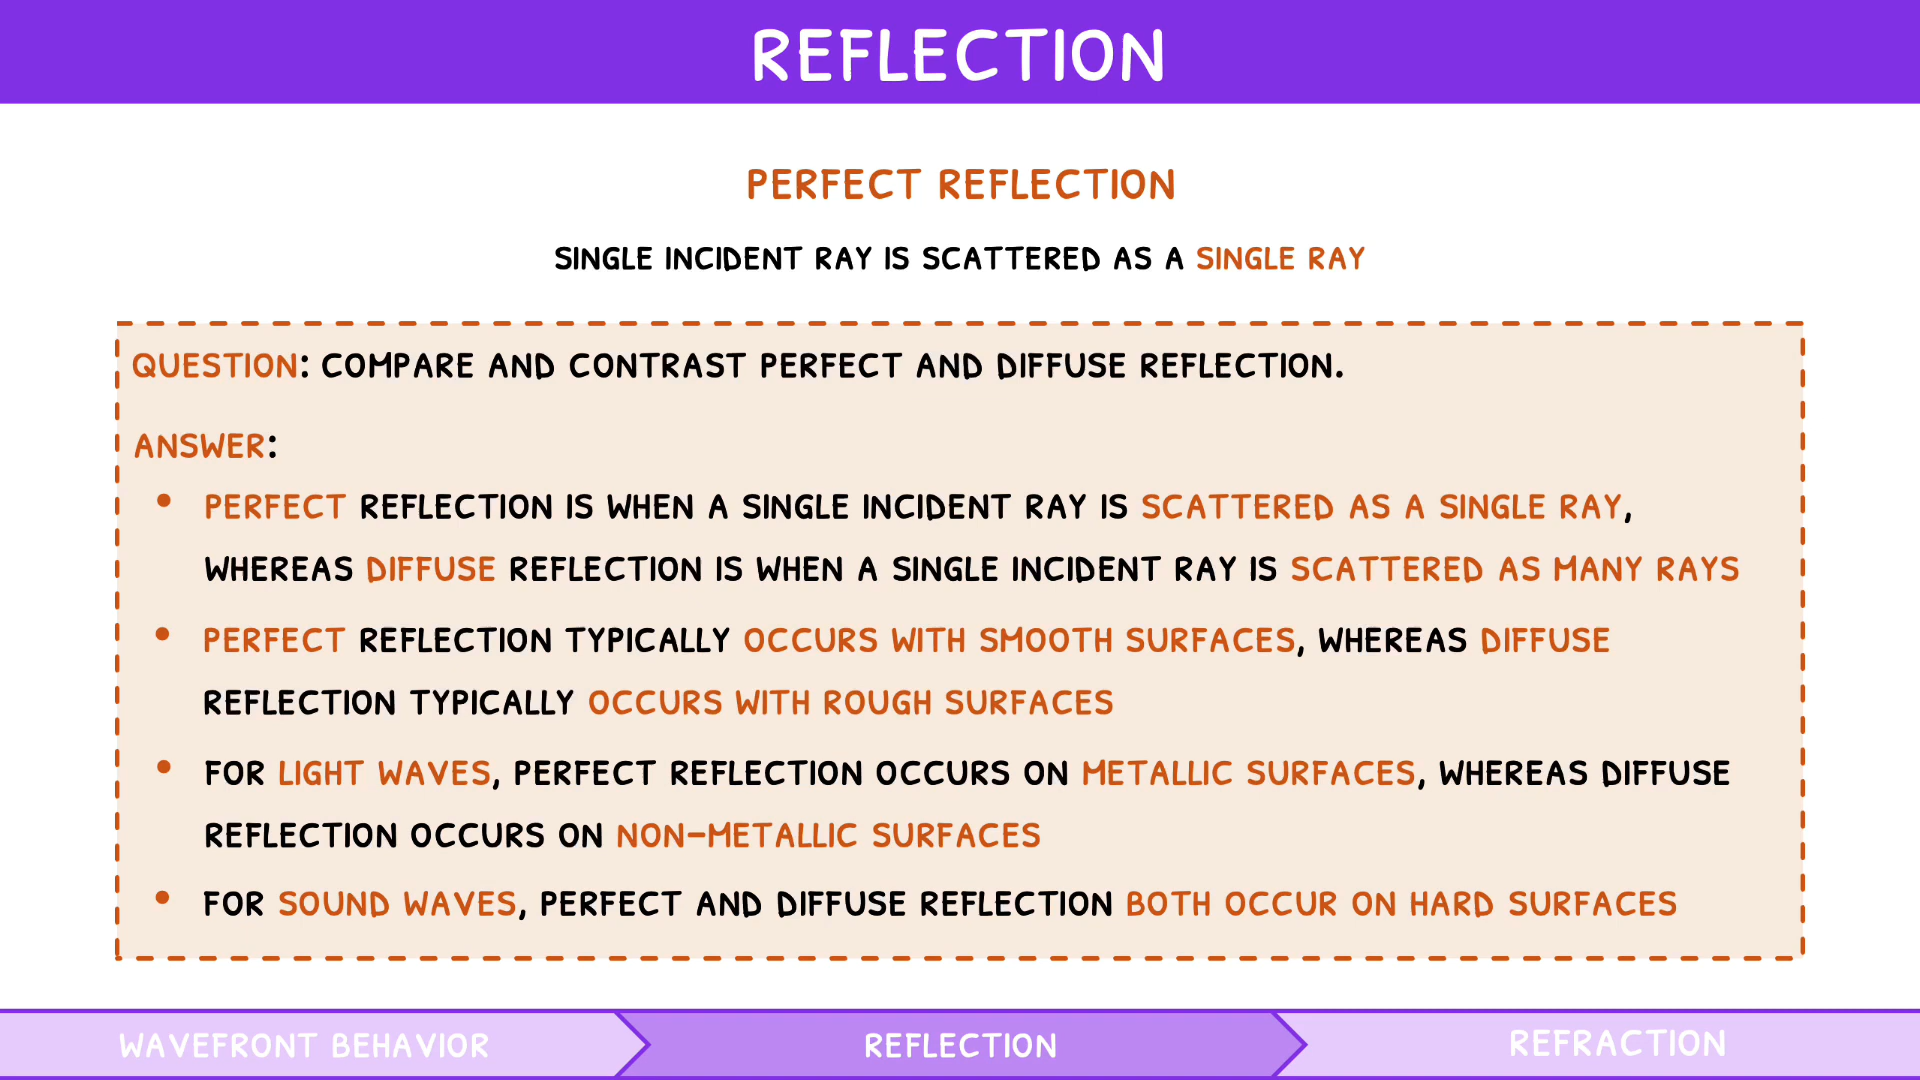 REFLECTION
PERFECT REFLECTION
SINGLE INCIDENT RAY IS SCATTERED AS A SINGLE RAY
QUESTION: COMPARE AND CONTRAST PERFECT AND DIFFUSE REFLECTION.
ANSWER:
• PERFECT REFLECTION IS WHEN A SINGLE INCIDENT RAY IS SCATTERED AS A SINGLE RAY,
WHEREAS DIFFUSE REFLECTION IS WHEN A SINGLE INCIDENT RAY IS SCATTERED AS MANY RAYS
• PERFECT REFLECTION TYPICALLY OCCURS WITH SMOOTH SURFACES, WHEREAS DIFFUSE
REFLECTION TYPICALLY OCCURS WITH ROUGH SURFACES
• FOR LIGHT WAVES, PERFECT REFLECTION OCCURS ON METALLIC SURFACES, WHEREAS DIFFUSE
REFLECTION OCCURS ON NON-METALLIC SURFACES
• FOR SOUND WAVES, PERFECT AND DIFFUSE REFLECTION BOTH OCCUR ON HARD SURFACES
WAVEFRONT BEHAVIOR
REFLECTION
REFRACTION